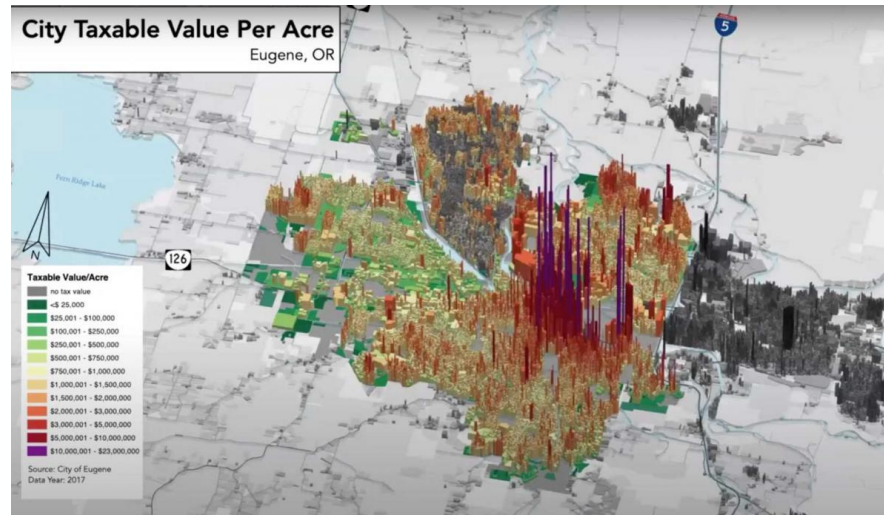 City Taxable Value Per Acre
Eugene, OR
5
Fern Ridge Lake
N
126
Taxable Value/Acre
no tax value
<$ 25,000
$25,001 - $100,000
$100,001 - $250,000
$250,001 - $500,000
$500,001 - $750,000
$750,001 - $1,000,000
$1,000,001 - $1,500,000
$1,500,001 - $2,000,000
$2,000,001 - $3,000,000
$3,000,001 - $5,000,000
$5,000,001 - $10,000,000
$10,000,001 - $23,000,000
Source: City of Eugene
Data Year: 2017